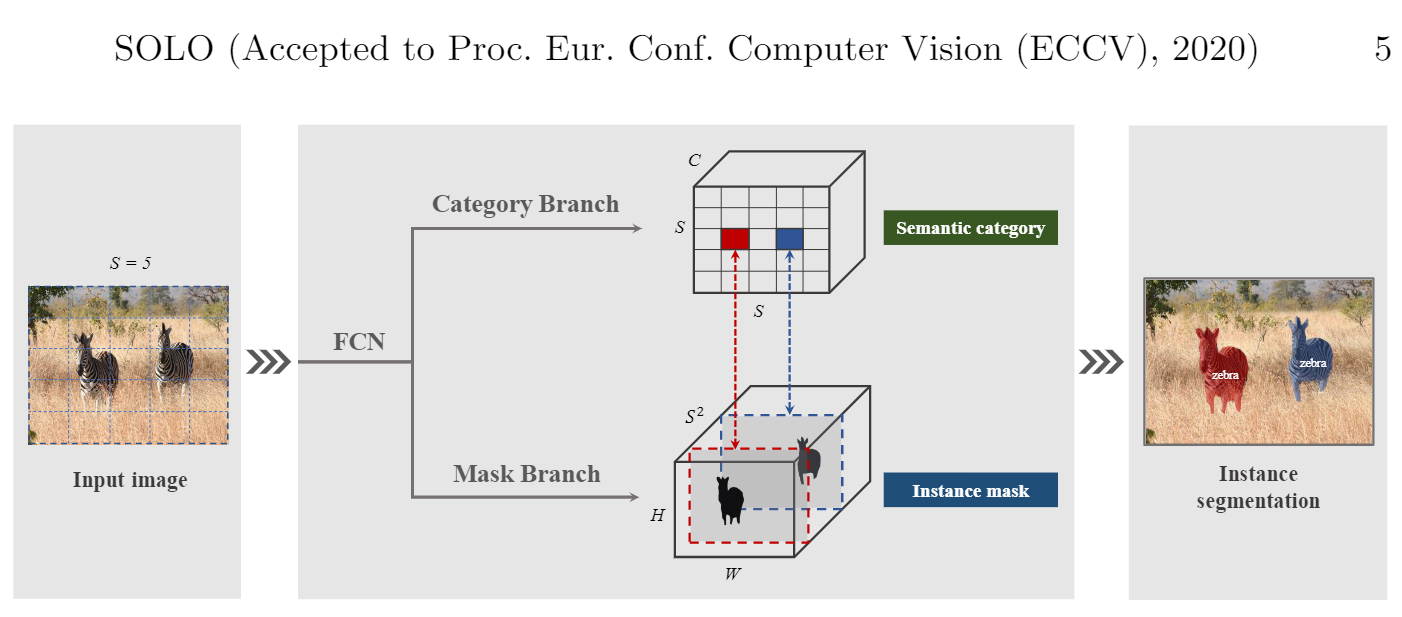 SOLO (Accepted to Proc. Eur. Conf. Computer Vision (ECCV), 2020) 5
S = 5
Input image
FCN
Category Branch
Mask Branch
C
S
S
Semantic category
S²
H
W
Instance mask
zebra
zebra
Instance
segmentation